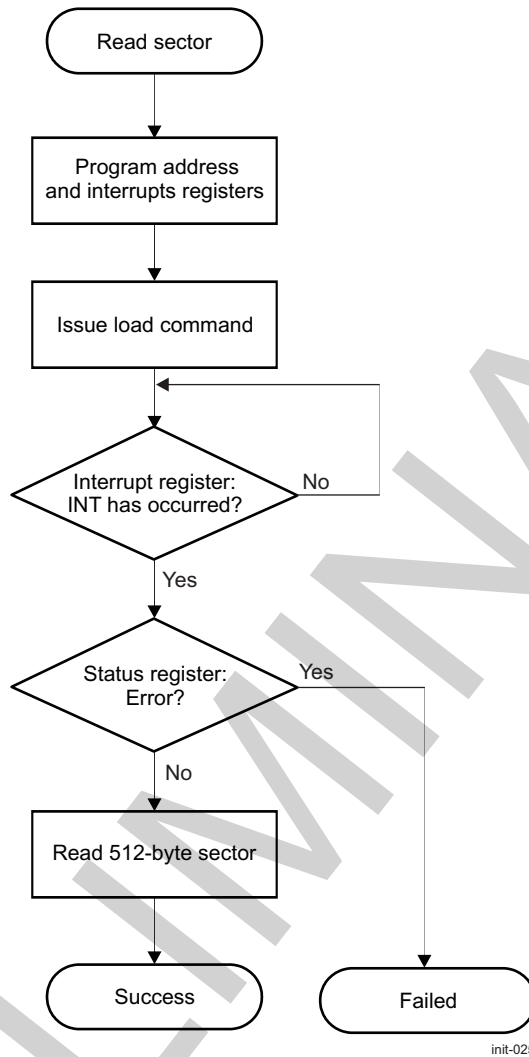 Read sector
Program address
and interrupts registers
Issue load command
Interrupt register:
INT has occurred?
No
Yes
Status register:
Error?
Yes
No
Read 512-byte sector
Success
Failed